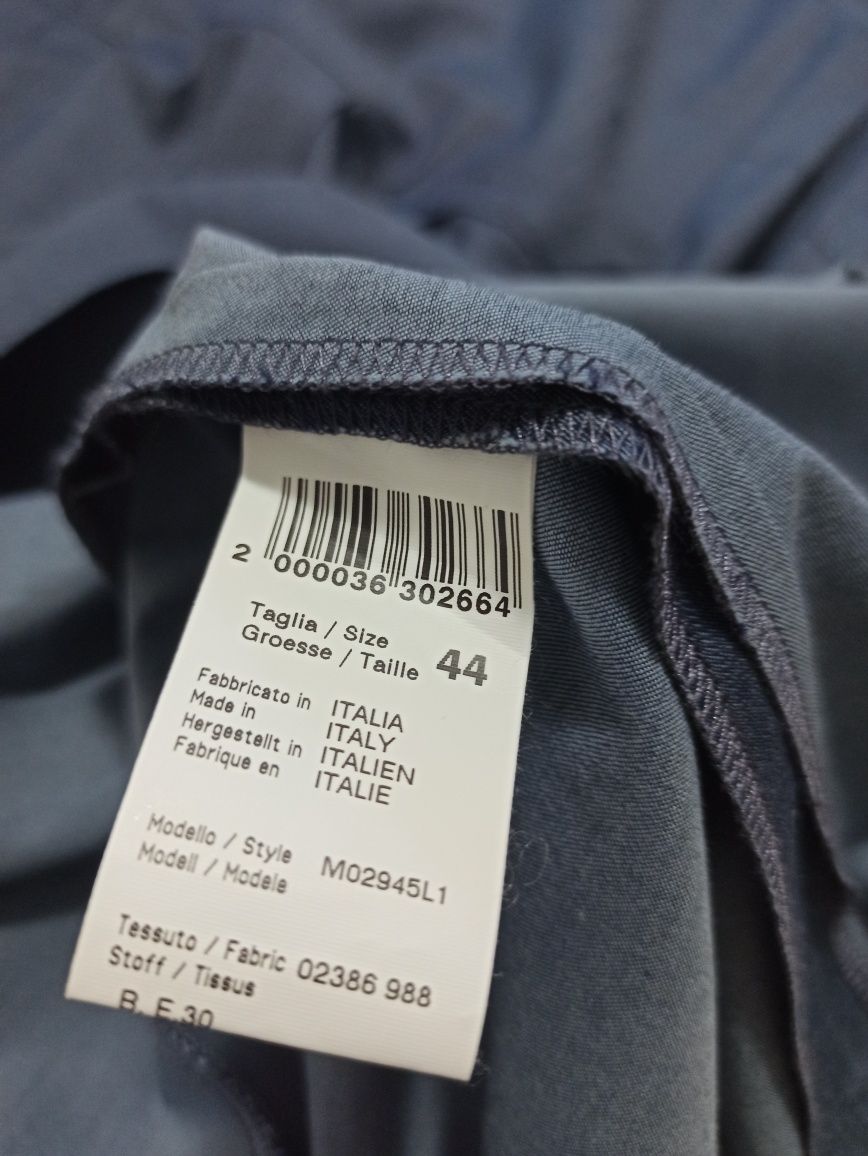 2 000036 302664
Taglia / Size
Groesse / Taille 44
Fabbricato in ITALIA
Made in ITALY
Hergestellt in ITALIEN
Fabrique en ITALIE
Modello / Style
Modell / Modele M02945L1
Tessuto / Fabric 02386 988
Stoff / Tissus
B. E.30